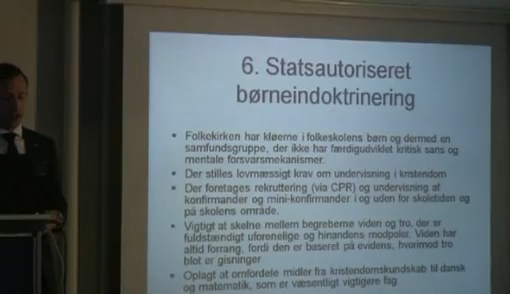 6. Statsautoriseret
børneindoktrinering
▪ Folkekirken har kløerne i folkeskolens børn og dermed en
samfundsgruppe, der ikke har færdigudviklet kritisk sans og
mentale forsvarsmekanismer.
▪ Der stilles lovmæssigt krav om undervisning i kristendom
▪ Der foretages rekruttering (via CPR) og undervisning af
konfirmander og mini-konfirmander i og uden for skoletiden og
på skolens område.
▪ Vigtigt at skelne mellem begreberne viden og tro, der er
fuldstændigt uforenelige og hinandens modpoler. Viden har
altid forrang, fordi den er baseret på evidens, hvorimod tro
blot er gisninger
▪ Oplagt at omfordele midler fra kristendomskundskab til dansk
og matematik, som er væsentligt vigtigere fag.